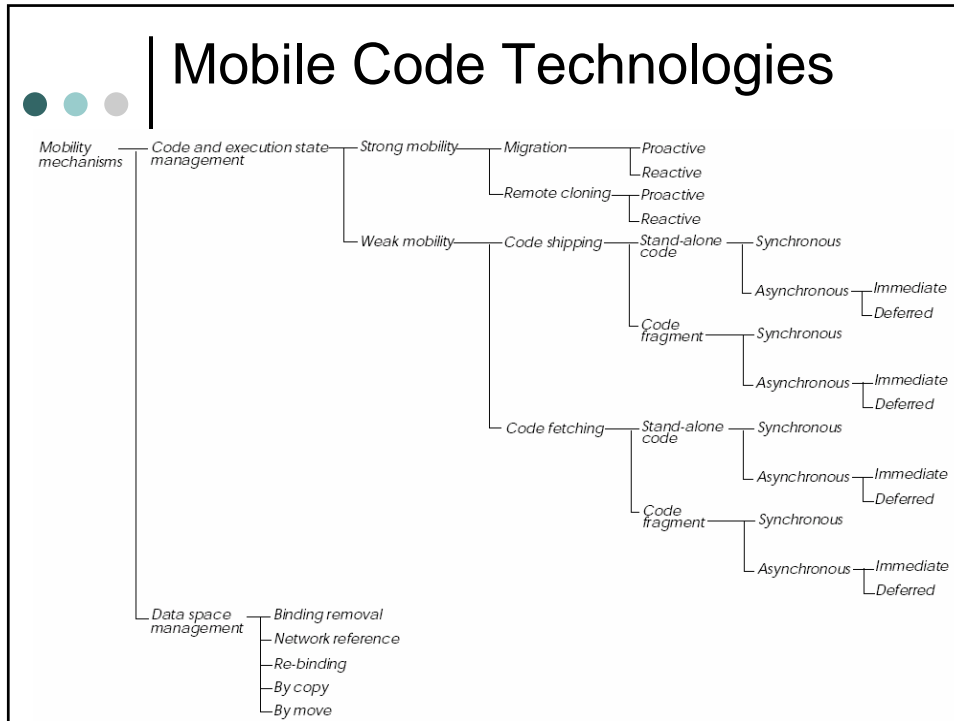 Mobile Code Technologies
Mobility mechanisms
Code and execution state management
Strong mobility
Migration
Proactive
Reactive
Remote cloning
Proactive
Reactive
Weak mobility
Code shipping
Stand-alone code
Synchronous
Asynchronous
Immediate
Deferred
Code fragment
Synchronous
Asynchronous
Immediate
Deferred
Code fetching
Stand-alone code
Synchronous
Asynchronous
Immediate
Deferred
Code fragment
Synchronous
Asynchronous
Immediate
Deferred
Data space management
Binding removal
Network reference
Re-binding
By copy
By move